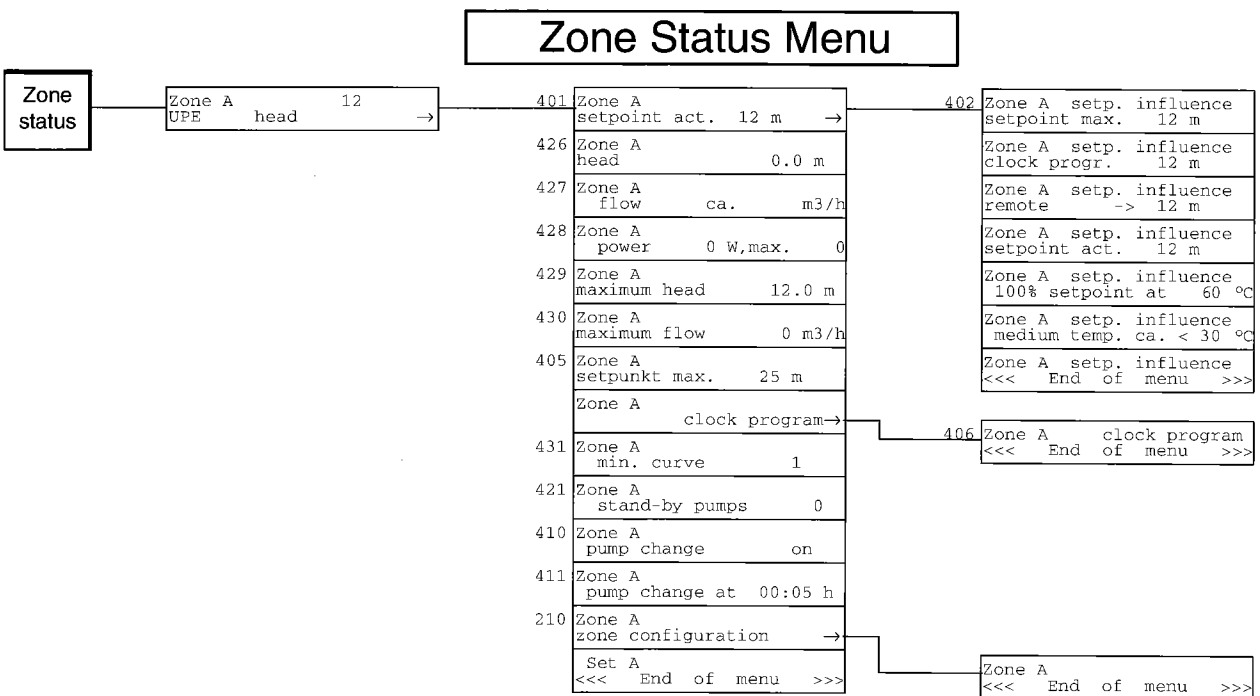 Zone Status Menu
Zone
status
Zone A 12
UPE head →
401 Zone A
setpoint act. 12 m →
426 Zone A
head 0.0 m
427 Zone A
flow ca. m3/h
428 Zone A
power 0 W,max. 0
429 Zone A
maximum head 12.0 m
430 Zone A
maximum flow 0 m3/h
405 Zone A
setpunkt max. 25 m
Zone A
clock program→
431 Zone A
min. curve 1
421 Zone A
stand-by pumps 0
410 Zone A
pump change on
411 Zone A
pump change at 00:05 h
210 Zone A
zone configuration →
Set A
<<< End of menu >>>
402 Zone A setp. influence
setpoint max. 12 m
Zone A setp. influence
clock progr. 12 m
Zone A setp. influence
remote -> 12 m
Zone A setp. influence
setpoint act. 12 m
Zone A setp. influence
100% setpoint at 60 °C
Zone A setp. influence
medium temp. ca. < 30 °C
Zone A setp. influence
<<< End of menu >>>
406 Zone A clock program
<<< End of menu >>>
Zone A
<<< End of menu >>>